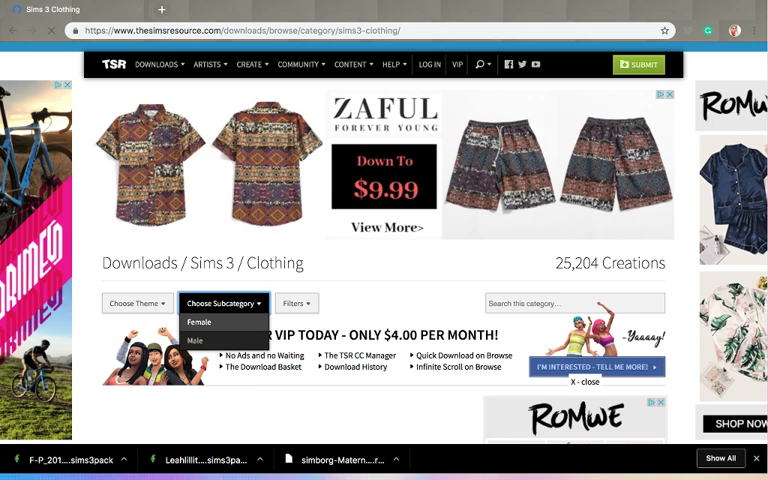 Sims 3 Clothing
https://www.thesimsresource.com/downloads/browse/category/sims3-clothing/
TSR DOWNLOADS ARTISTS CREATE COMMUNITY CONTENT HELP LOG IN VIP SUBMIT
ZAFUL
FOREVER YOUNG
Down To
$9.99
View More>
ROMW
Downloads / Sims 3 / Clothing 25,204 Creations
Choose Theme Choose Subcategory Filters Search this category...
Female
Male
R VIP TODAY - ONLY $4.00 PER MONTH!
-Yaaaay!
No Ads and no Waiting The TSR CC Manager Quick Download on Browse
The Download Basket Download History Infinite Scroll on Browse
I'M INTERESTED - TELL ME MORE!
X - close
ROMWE
SHOP NOW
F-P_201....sims3pack Leahlillit....sims3pa... simborg-Matern....r... Show All